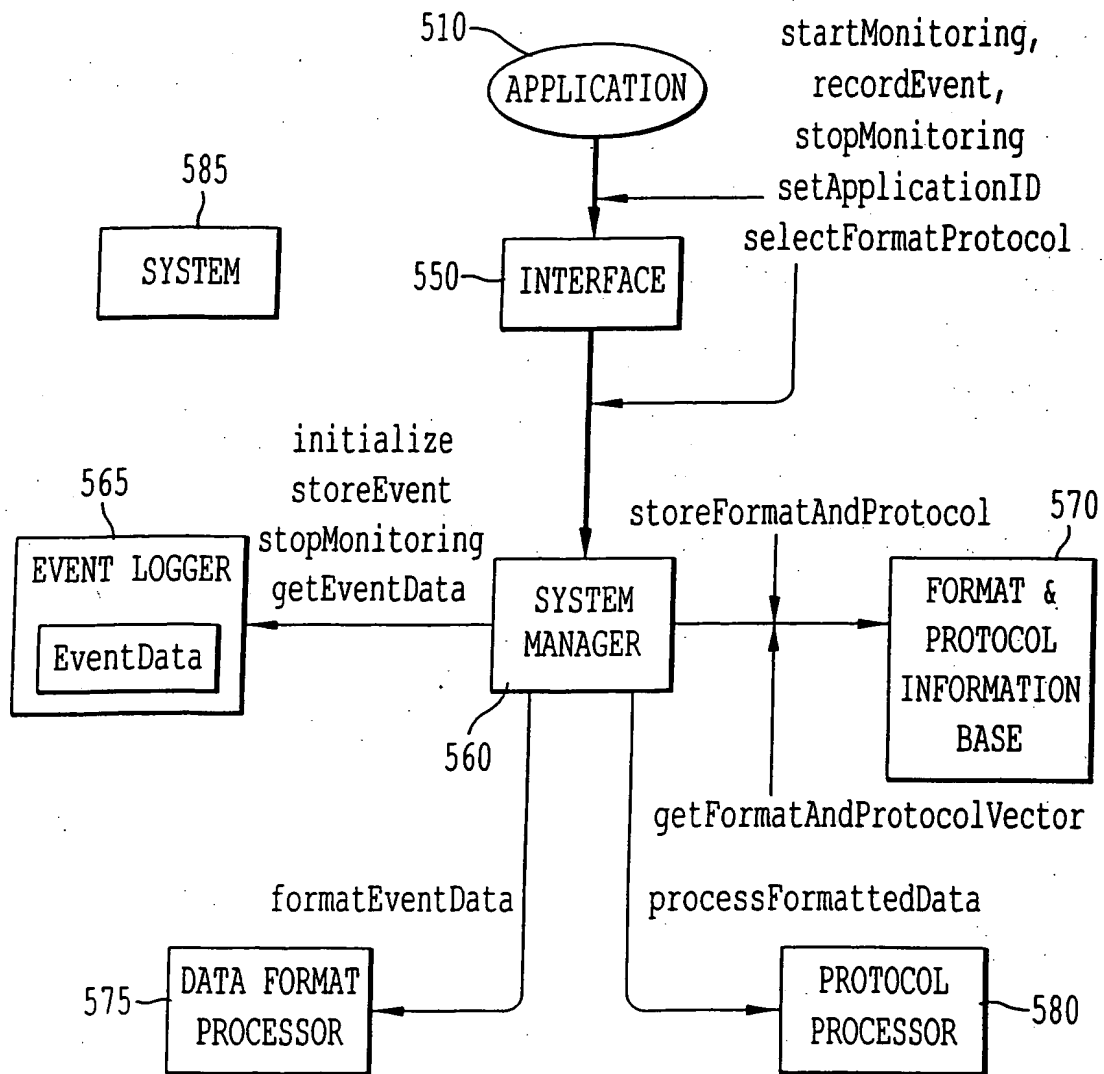 510
APPLICATION
startMonitoring,
recordEvent,
stopMonitoring
setApplicationID
selectFormatProtocol
585
SYSTEM
550
INTERFACE
initialize
storeEvent
stopMonitoring
getEventData
565
EVENT LOGGER
EventData
SYSTEM
MANAGER
560
storeFormatAndProtocol
570
FORMAT &
PROTOCOL
INFORMATION
BASE
getFormatAndProtocolVector
formatEventData
processFormattedData
575
DATA FORMAT
PROCESSOR
PROTOCOL
PROCESSOR
580